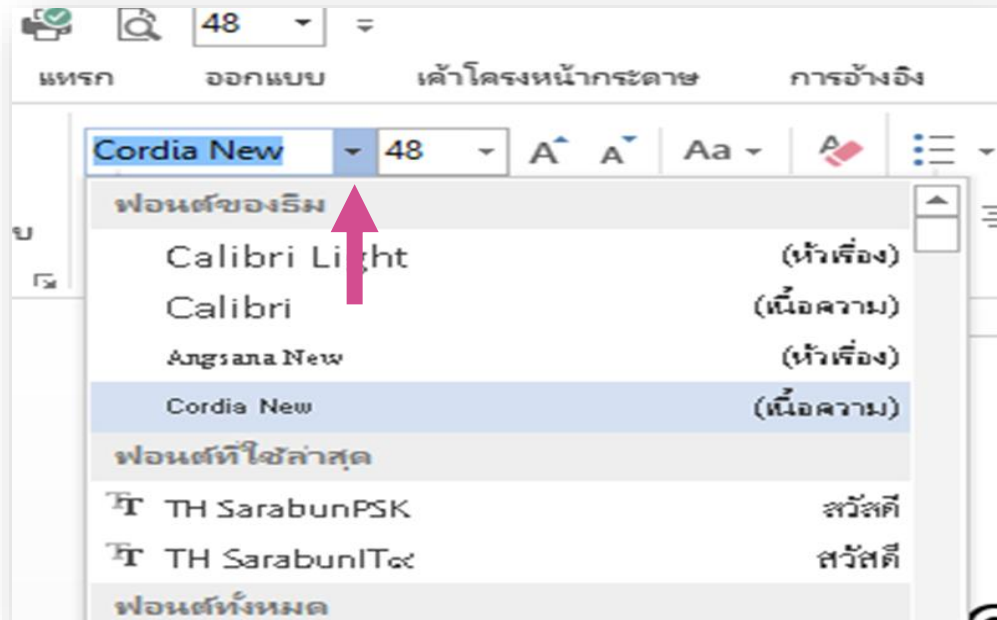 48
แทรก ออกแบบ เค้าโครงหน้ากระดาษ การอ้างอิง
Cordia New 48 A A Aa A
ฟอนต์ของธีม
Calibri Light (หัวเรื่อง)
Calibri (เนื้อความ)
Angsana New (หัวเรื่อง)
Cordia New (เนื้อความ)
ฟอนต์ที่ใช้ล่าสุด
TH SarabunPSK สวัสดี
TH SarabunIT๙ สวัสดี
ฟอนต์ทั้งหมด